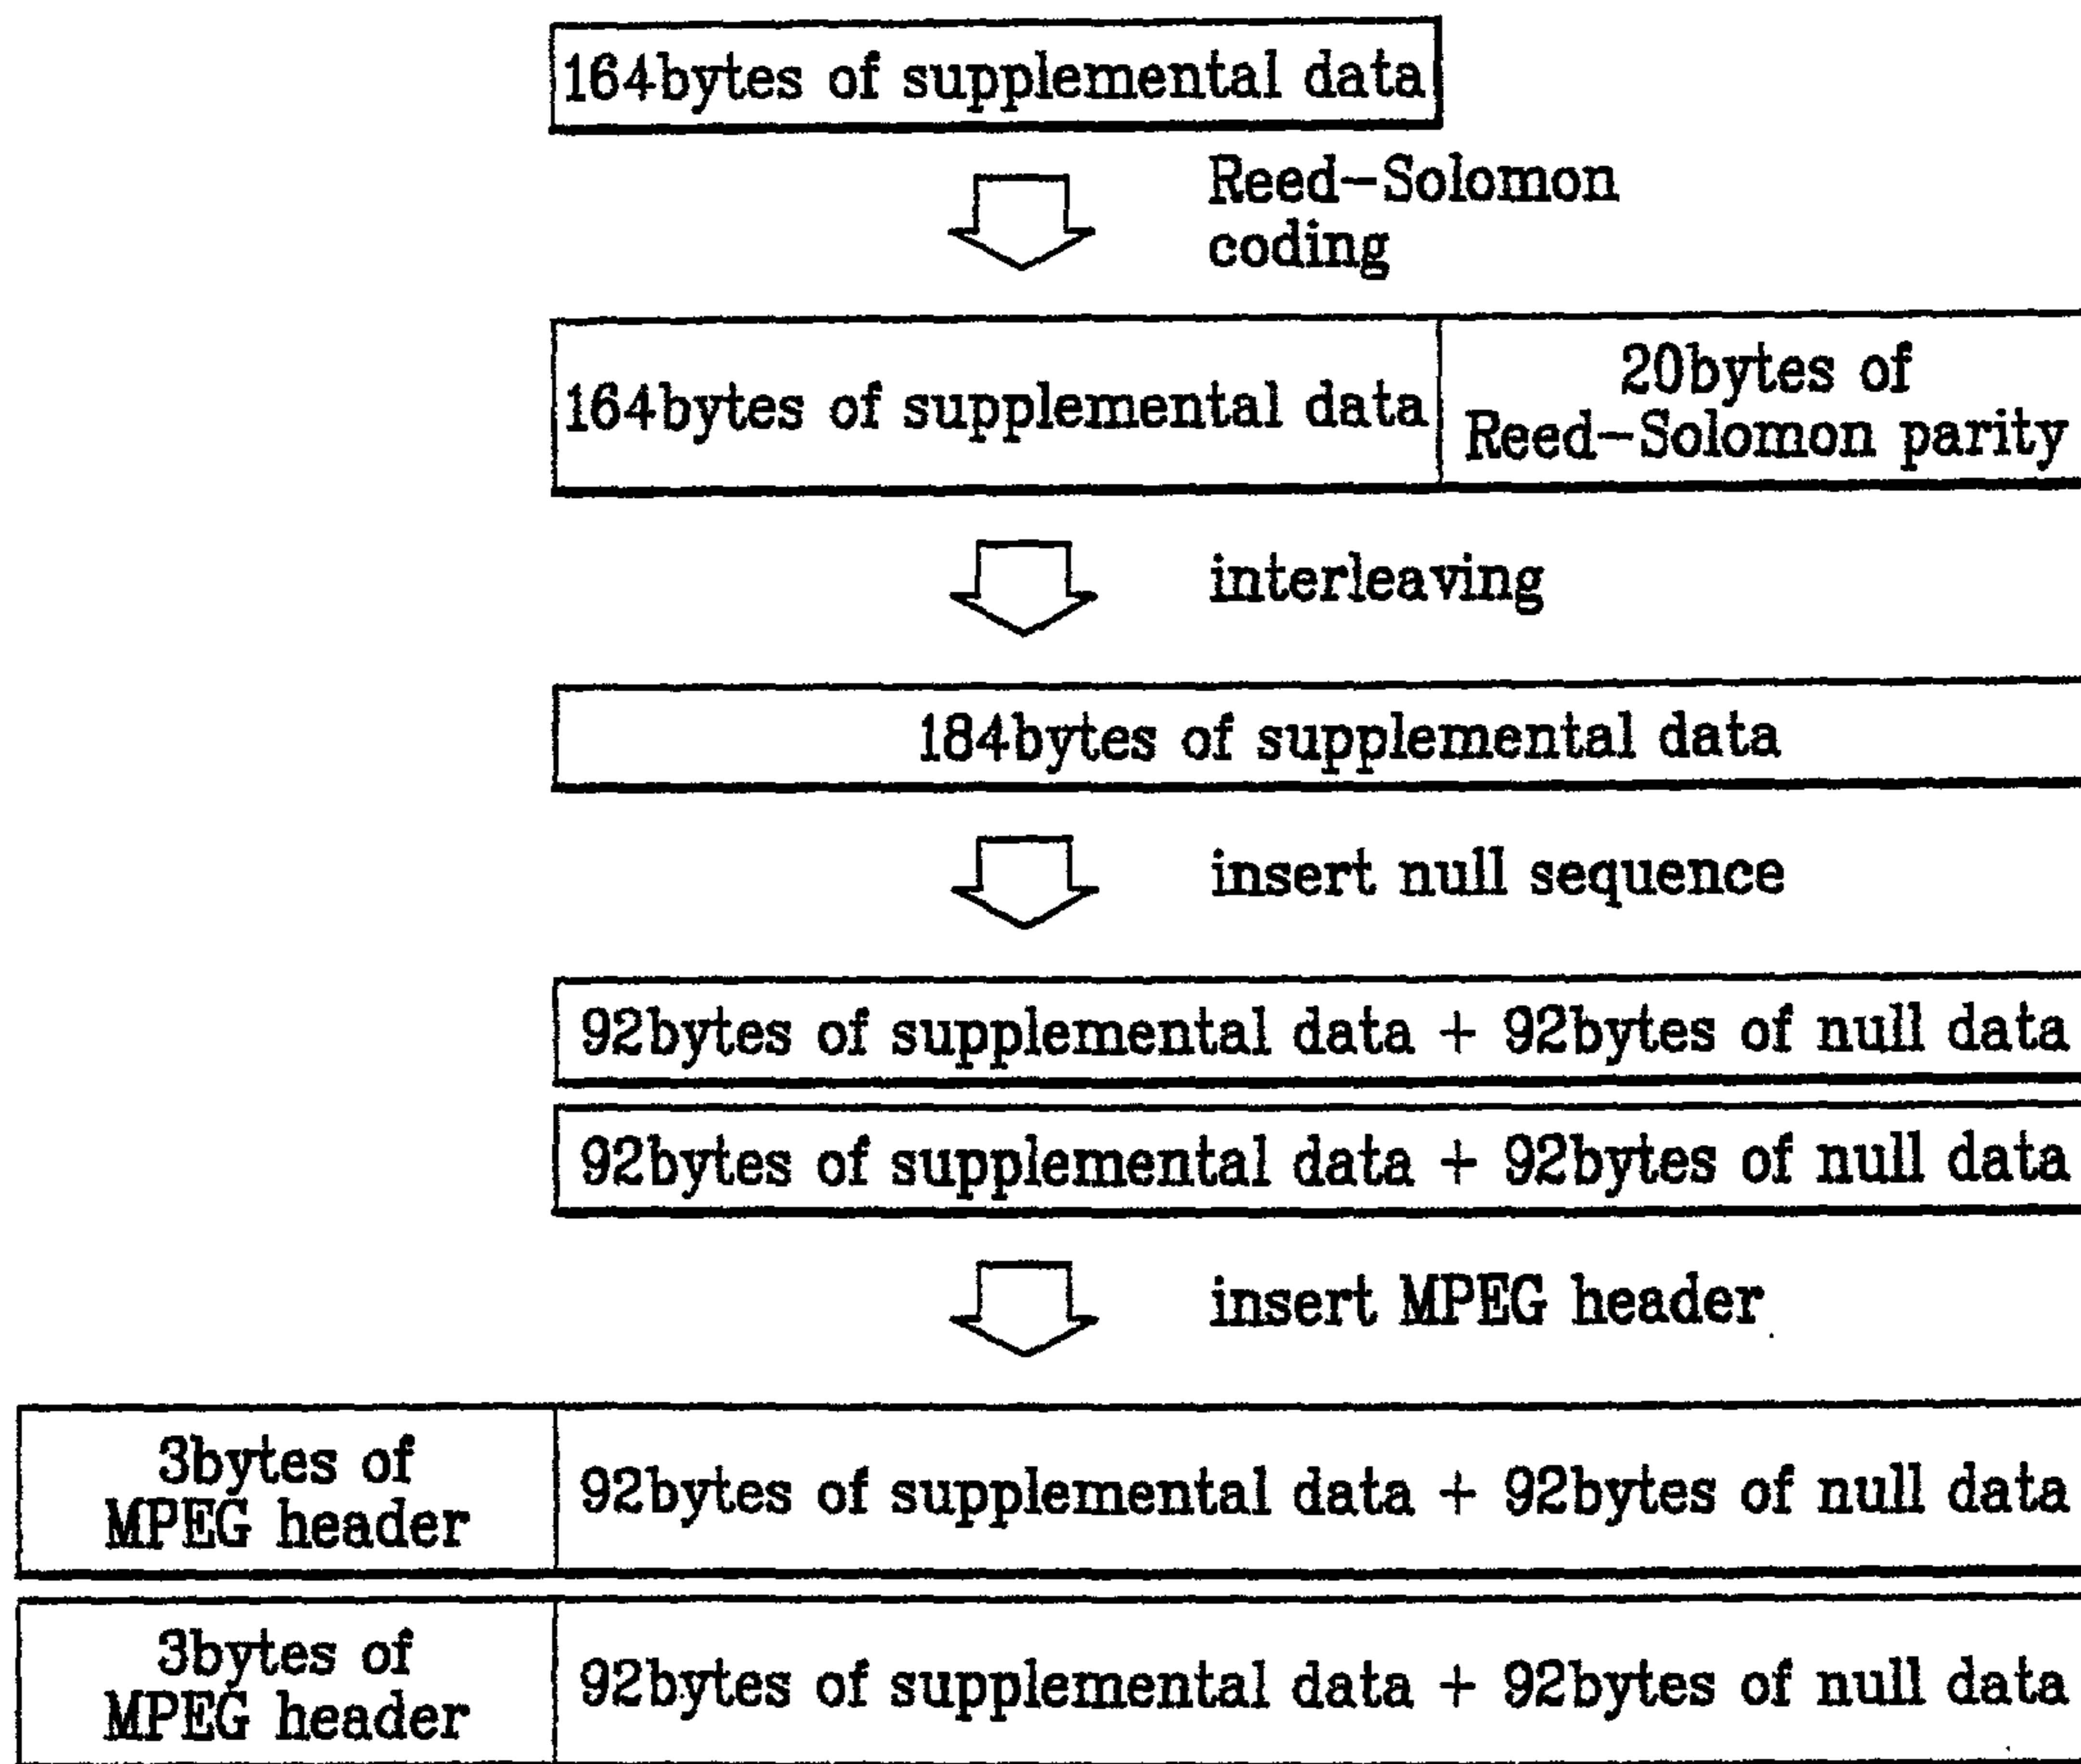 164bytes of supplemental data
Reed-Solomon
coding
164bytes of supplemental data
20bytes of
Reed-Solomon parity
interleaving
184bytes of supplemental data
insert null sequence
92bytes of supplemental data + 92bytes of null data
92bytes of supplemental data + 92bytes of null data
insert MPEG header
3bytes of
MPEG header
92bytes of supplemental data + 92bytes of null data
3bytes of
MPEG header
92bytes of supplemental data + 92bytes of null data